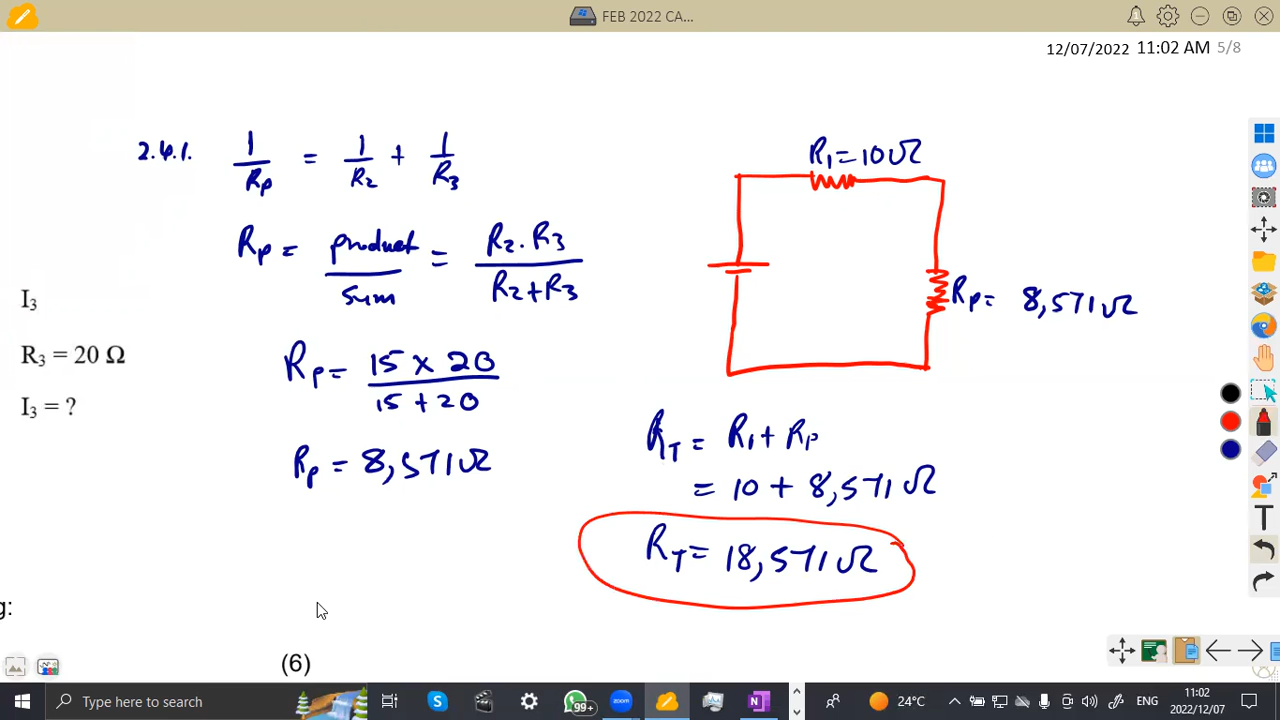 FEB 2022 CA...
12/07/2022 11:02 AM 5/8
2.4.1. 1/Rp = 1/R2 + 1/R3
Rp = product/sum = R2 . R3/R2+R3
Rp = 15 x 20/15 + 20
Rp = 8,571Ω
I3
R3 = 20 Ω
I3 = ?
g:
(6)
R1 = 10Ω
Rp = 8,571Ω
RT = R1 + Rp
= 10 + 8,571Ω
RT = 18,571Ω
T
Type here to search
99+
zoom
N
24°C
ENG
11:02
2022/12/07